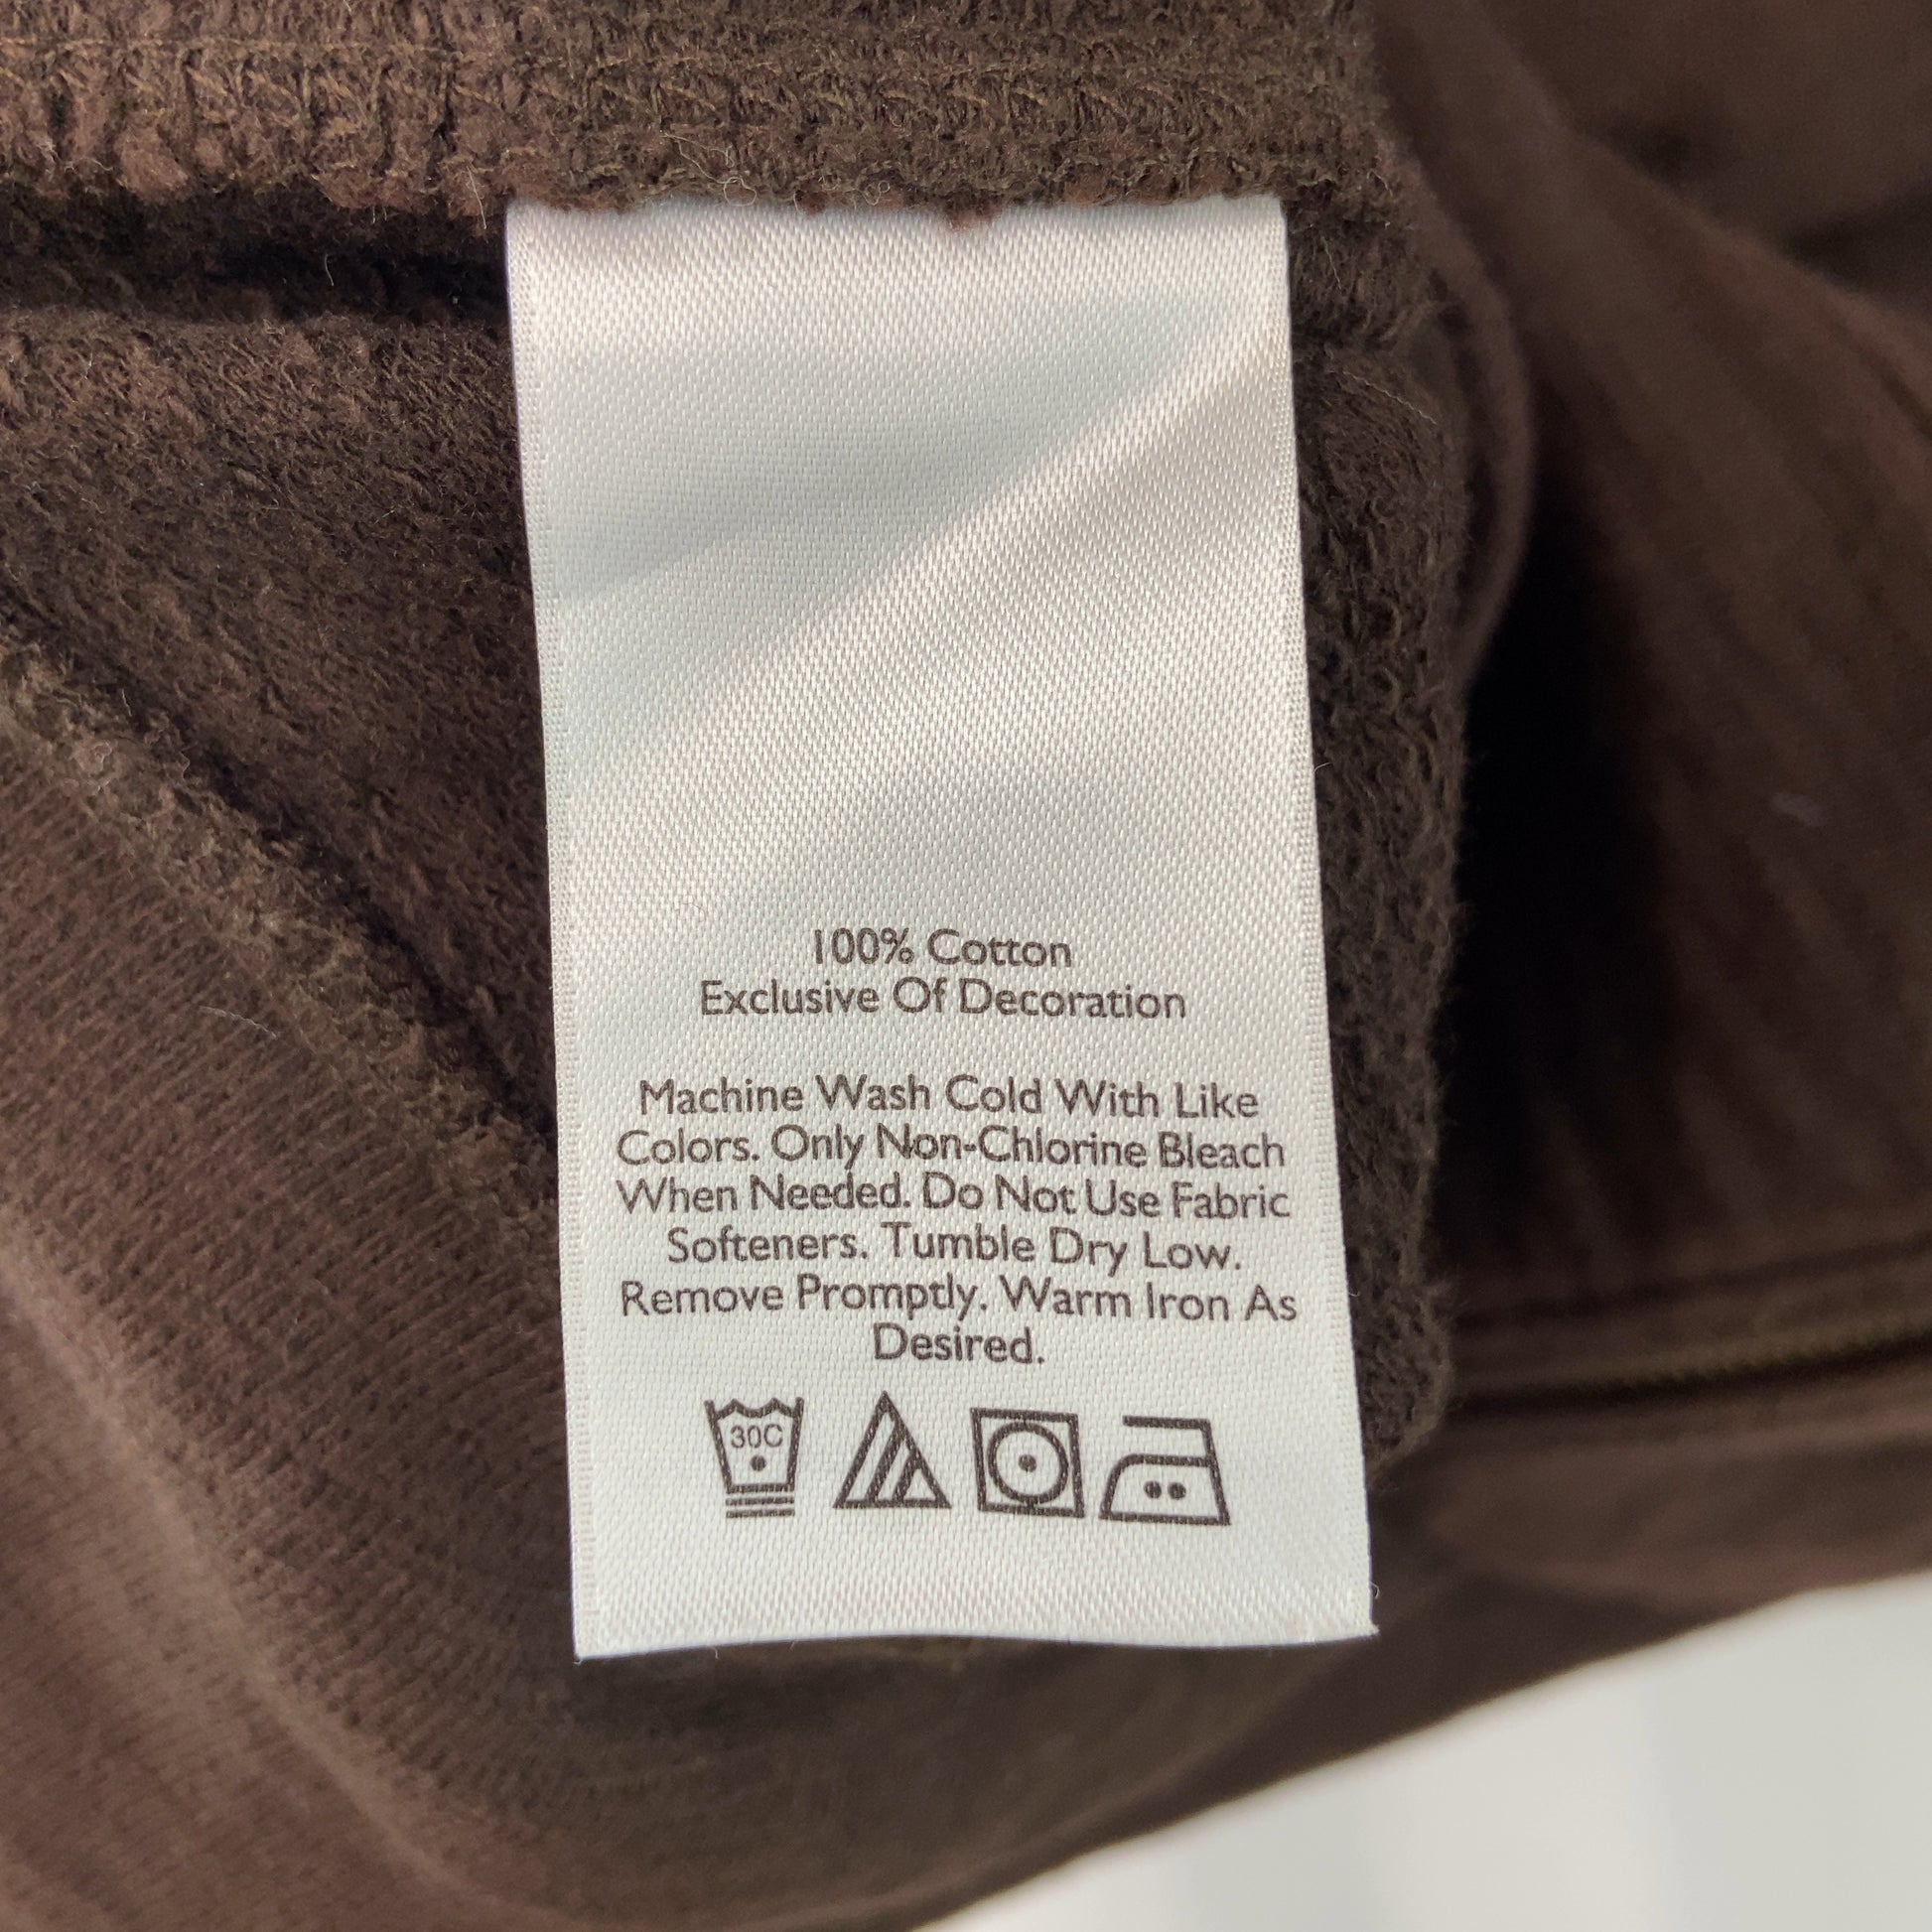 100% Cotton
Exclusive Of Decoration
Machine Wash Cold With Like
Colors. Only Non-Chlorine Bleach
When Needed. Do Not Use Fabric
Softeners. Tumble Dry Low.
Remove Promptly. Warm Iron As
Desired.
30C